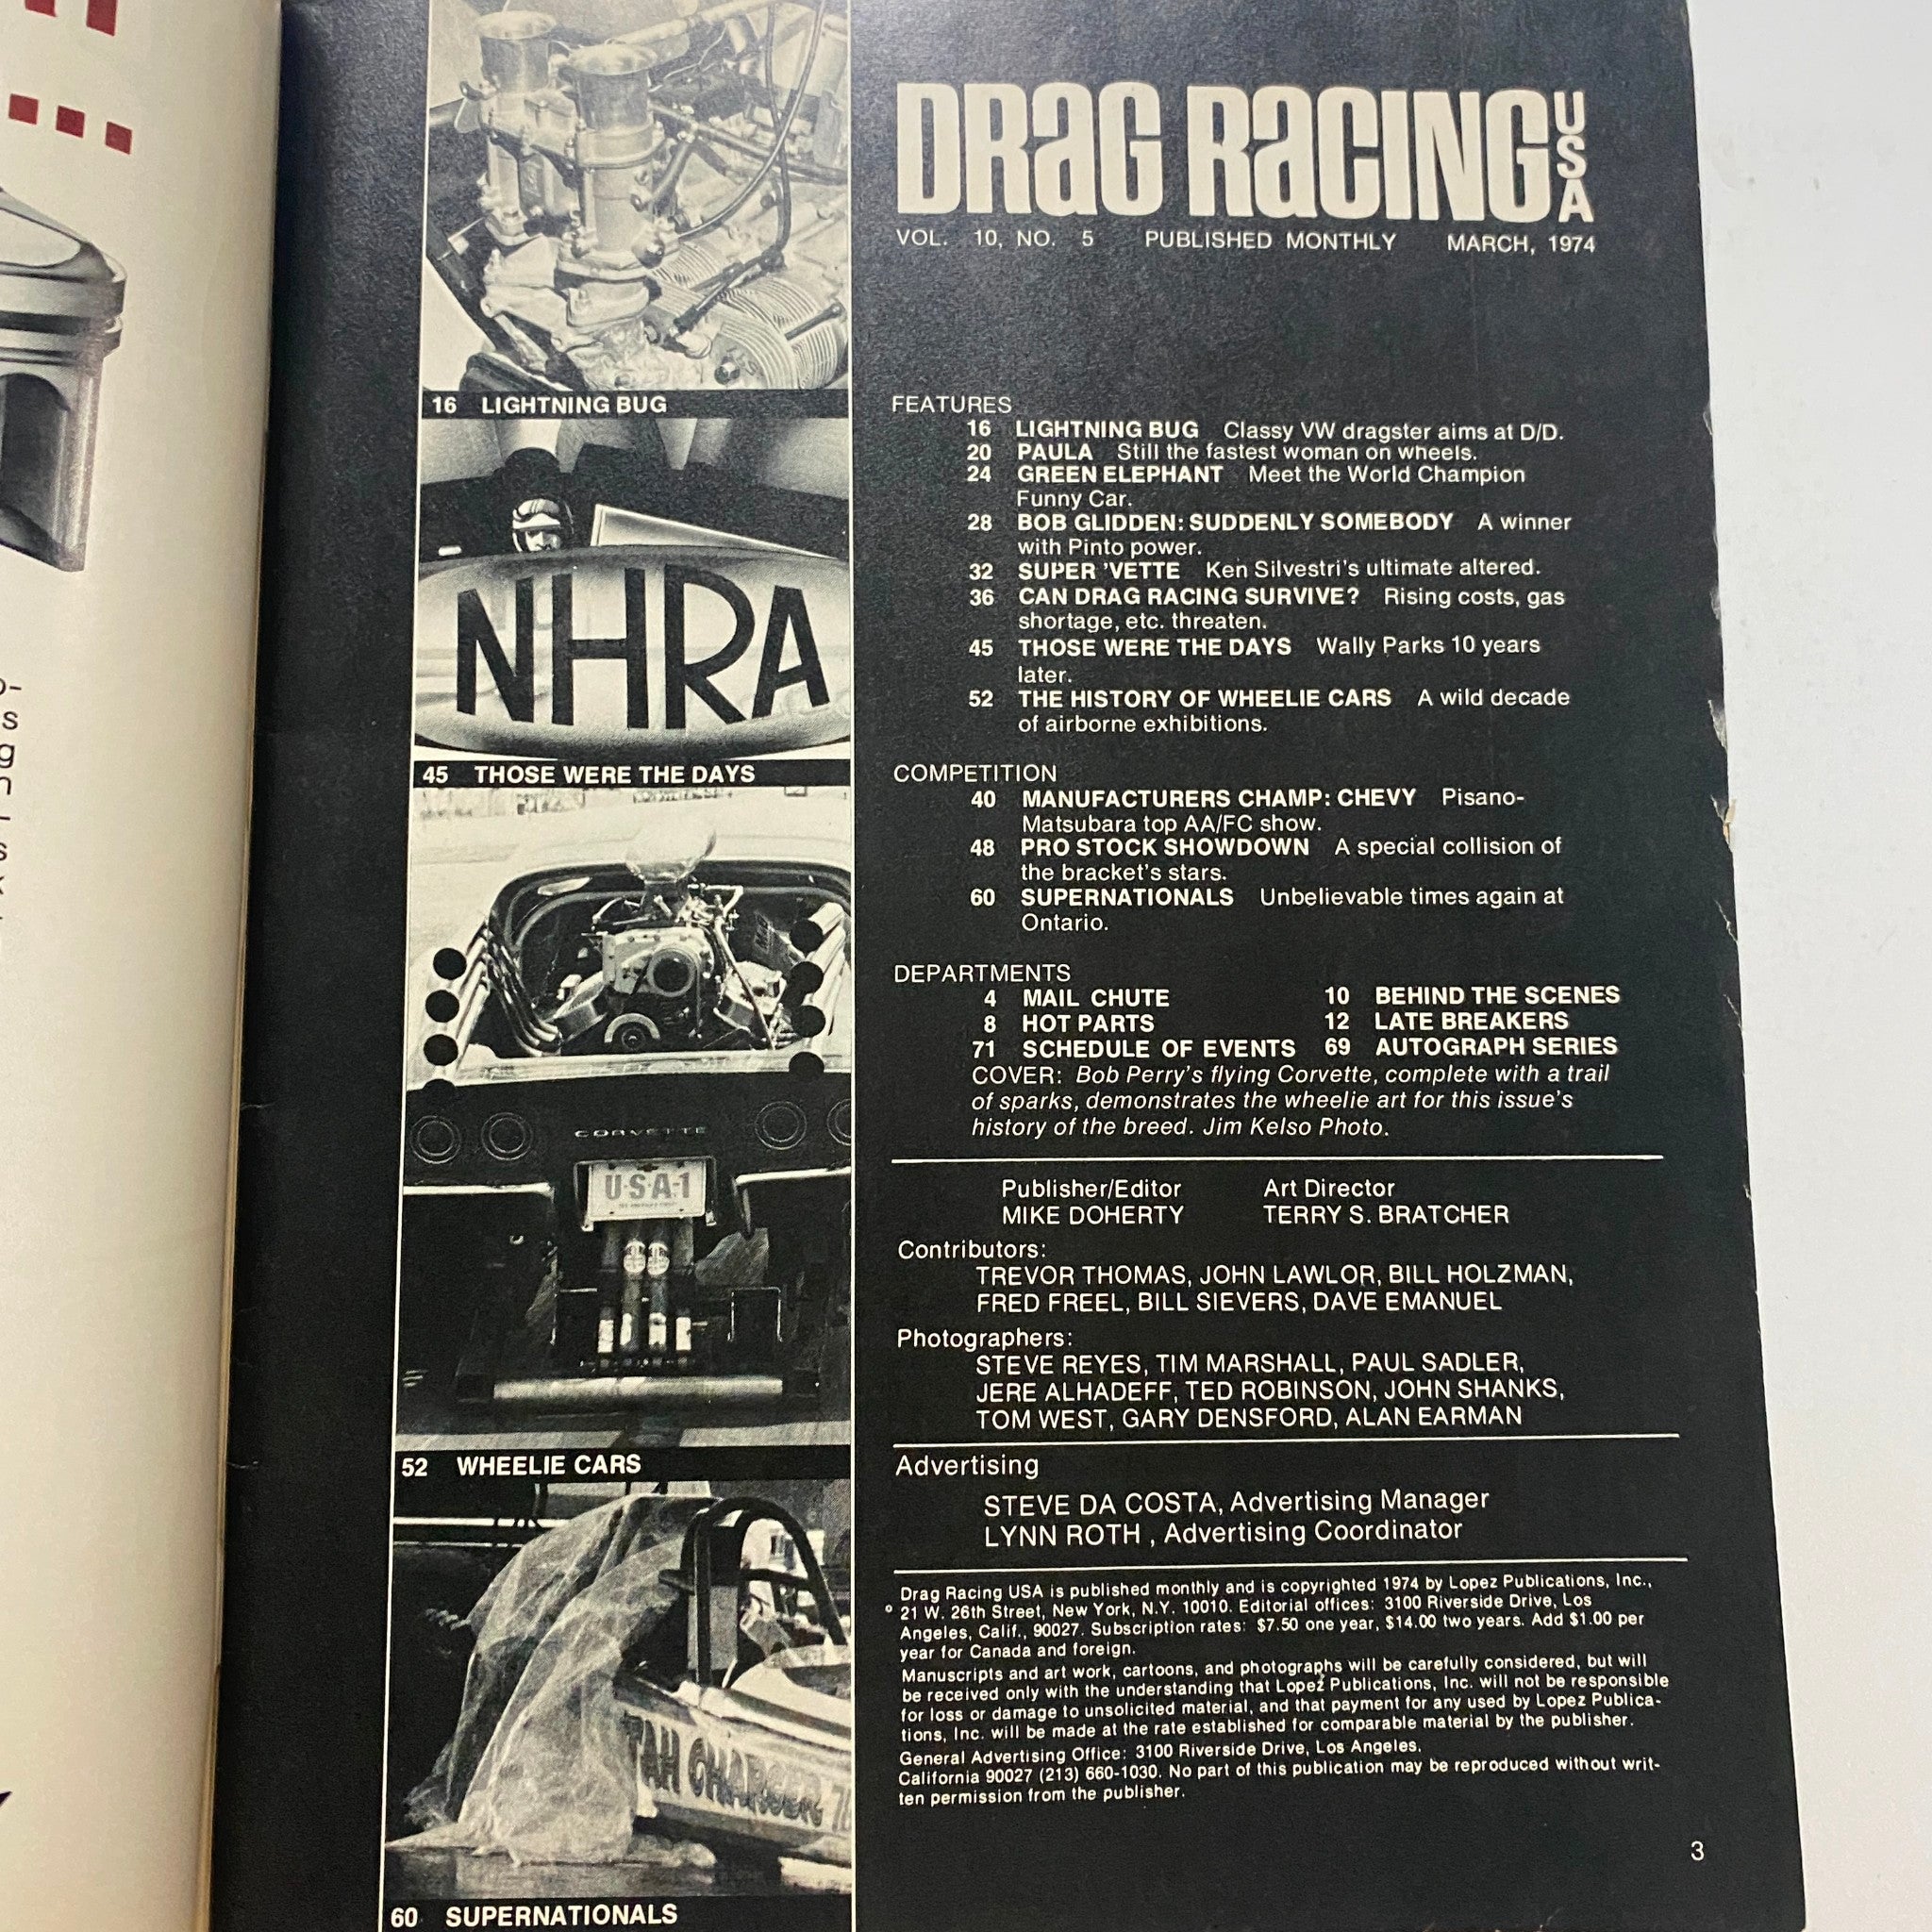 DRAG RACING USA
VOL. 10, NO. 5 PUBLISHED MONTHLY MARCH, 1974
16 LIGHTNING BUG
NHRA
45 THOSE WERE THE DAYS
CORVETTE
U·S·A·1
52 WHEELIE CARS
TAH CHARGER
60 SUPERNATIONALS
FEATURES
16 LIGHTNING BUG Classy VW dragster aims at D/D.
20 PAULA Still the fastest woman on wheels.
24 GREEN ELEPHANT Meet the World Champion
Funny Car.
28 BOB GLIDDEN: SUDDENLY SOMEBODY A winner
with Pinto power.
32 SUPER 'VETTE Ken Silvestri's ultimate altered.
36 CAN DRAG RACING SURVIVE? Rising costs, gas
shortage, etc. threaten.
45 THOSE WERE THE DAYS Wally Parks 10 years
later.
52 THE HISTORY OF WHEELIE CARS A wild decade
of airborne exhibitions.
COMPETITION
40 MANUFACTURERS CHAMP: CHEVY Pisano-
Matsubara top AA/FC show.
48 PRO STOCK SHOWDOWN A special collision of
the bracket's stars.
60 SUPERNATIONALS Unbelievable times again at
Ontario.
DEPARTMENTS
4 MAIL CHUTE 10 BEHIND THE SCENES
8 HOT PARTS 12 LATE BREAKERS
71 SCHEDULE OF EVENTS 69 AUTOGRAPH SERIES
COVER: Bob Perry's flying Corvette, complete with a trail
of sparks, demonstrates the wheelie art for this issue's
history of the breed. Jim Kelso Photo.
Publisher/Editor Art Director
MIKE DOHERTY TERRY S. BRATCHER
Contributors:
TREVOR THOMAS, JOHN LAWLOR, BILL HOLZMAN,
FRED FREEL, BILL SIEVERS, DAVE EMANUEL
Photographers:
STEVE REYES, TIM MARSHALL, PAUL SADLER,
JERE ALHADEFF, TED ROBINSON, JOHN SHANKS,
TOM WEST, GARY DENSFORD, ALAN EARMAN
Advertising
STEVE DA COSTA, Advertising Manager
LYNN ROTH , Advertising Coordinator
Drag Racing USA is published monthly and is copyrighted 1974 by Lopez Publications, Inc.,
21 W. 26th Street, New York, N.Y. 10010. Editorial offices: 3100 Riverside Drive, Los
Angeles, Calif., 90027. Subscription rates: $7.50 one year, $14.00 two years. Add $1.00 per
year for Canada and foreign.
Manuscripts and art work, cartoons, and photographs will be carefully considered, but will
be received only with the understanding that Lopez Publications, Inc. will not be responsible
for loss or damage to unsolicited material, and that payment for any used by Lopez Publica-
tions, Inc. will be made at the rate established for comparable material by the publisher.
General Advertising Office: 3100 Riverside Drive, Los Angeles.
California 90027 (213) 660-1030. No part of this publication may be reproduced without writ-
ten permission from the publisher.
3